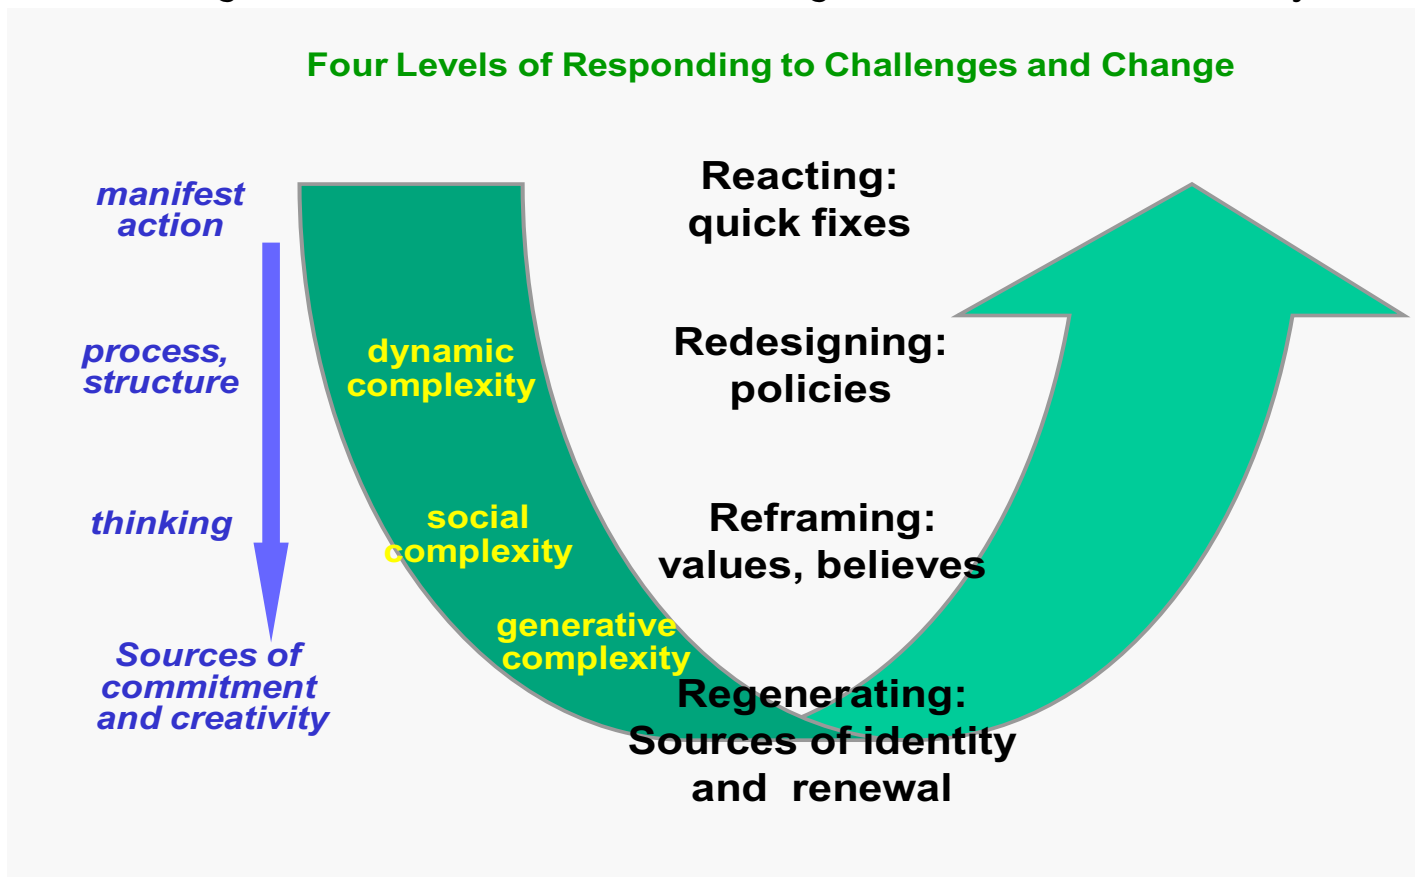 Four Levels of Responding to Challenges and Change
manifest
action
Reacting:
quick fixes
process,
structure
dynamic
complexity
Redesigning:
policies
thinking
social
complexity
Reframing:
values, believes
generative
complexity
Sources of
commitment
and creativity
Regenerating:
Sources of identity
and renewal